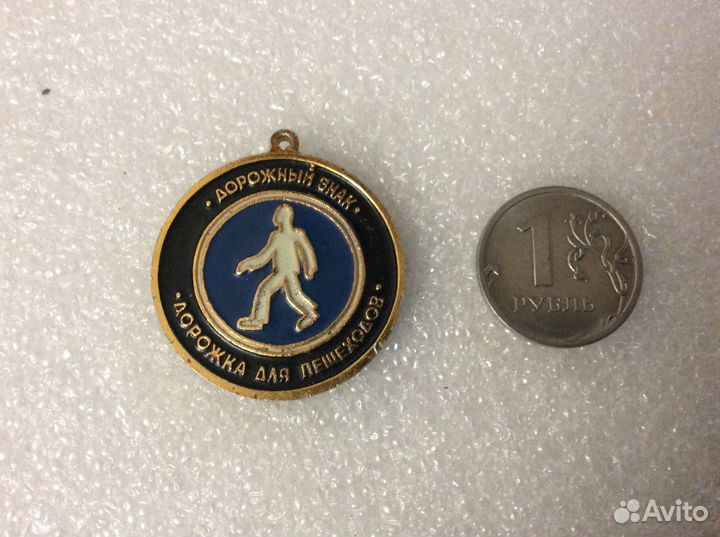 • ДОРОЖНЫЙ ЗНАК •
• ДОРОЖКА ДЛЯ ПЕШЕХОДОВ •
1
РУБЛЬ
Avito